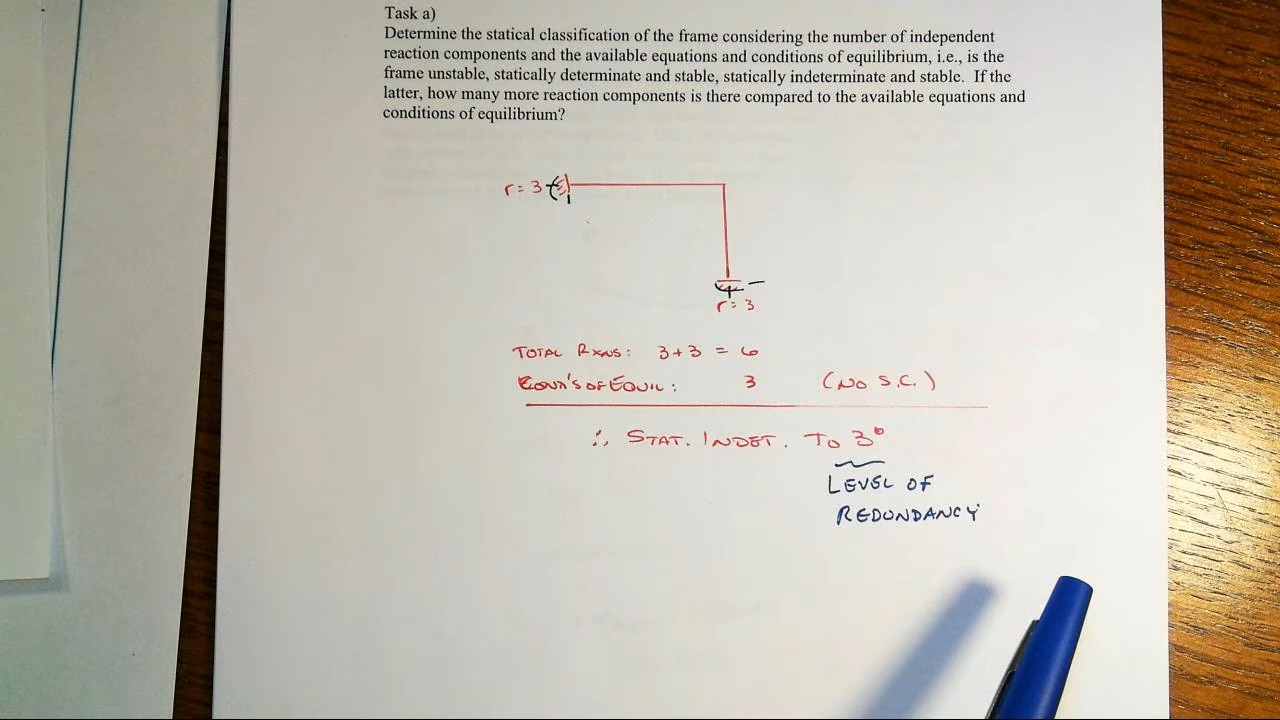 Task a)
Determine the statical classification of the frame considering the number of independent
reaction components and the available equations and conditions of equilibrium, i.e., is the
frame unstable, statically determinate and stable, statically indeterminate and stable.  If the
latter, how many more reaction components is there compared to the available equations and
conditions of equilibrium?
r = 3
r = 3
TOTAL RXNS: 3+3 = 6
EQUN'S OF EQUIL: 3 (NO S.C.)
∴ STAT. INDET. TO 3°
LEVEL OF
REDUNDANCY